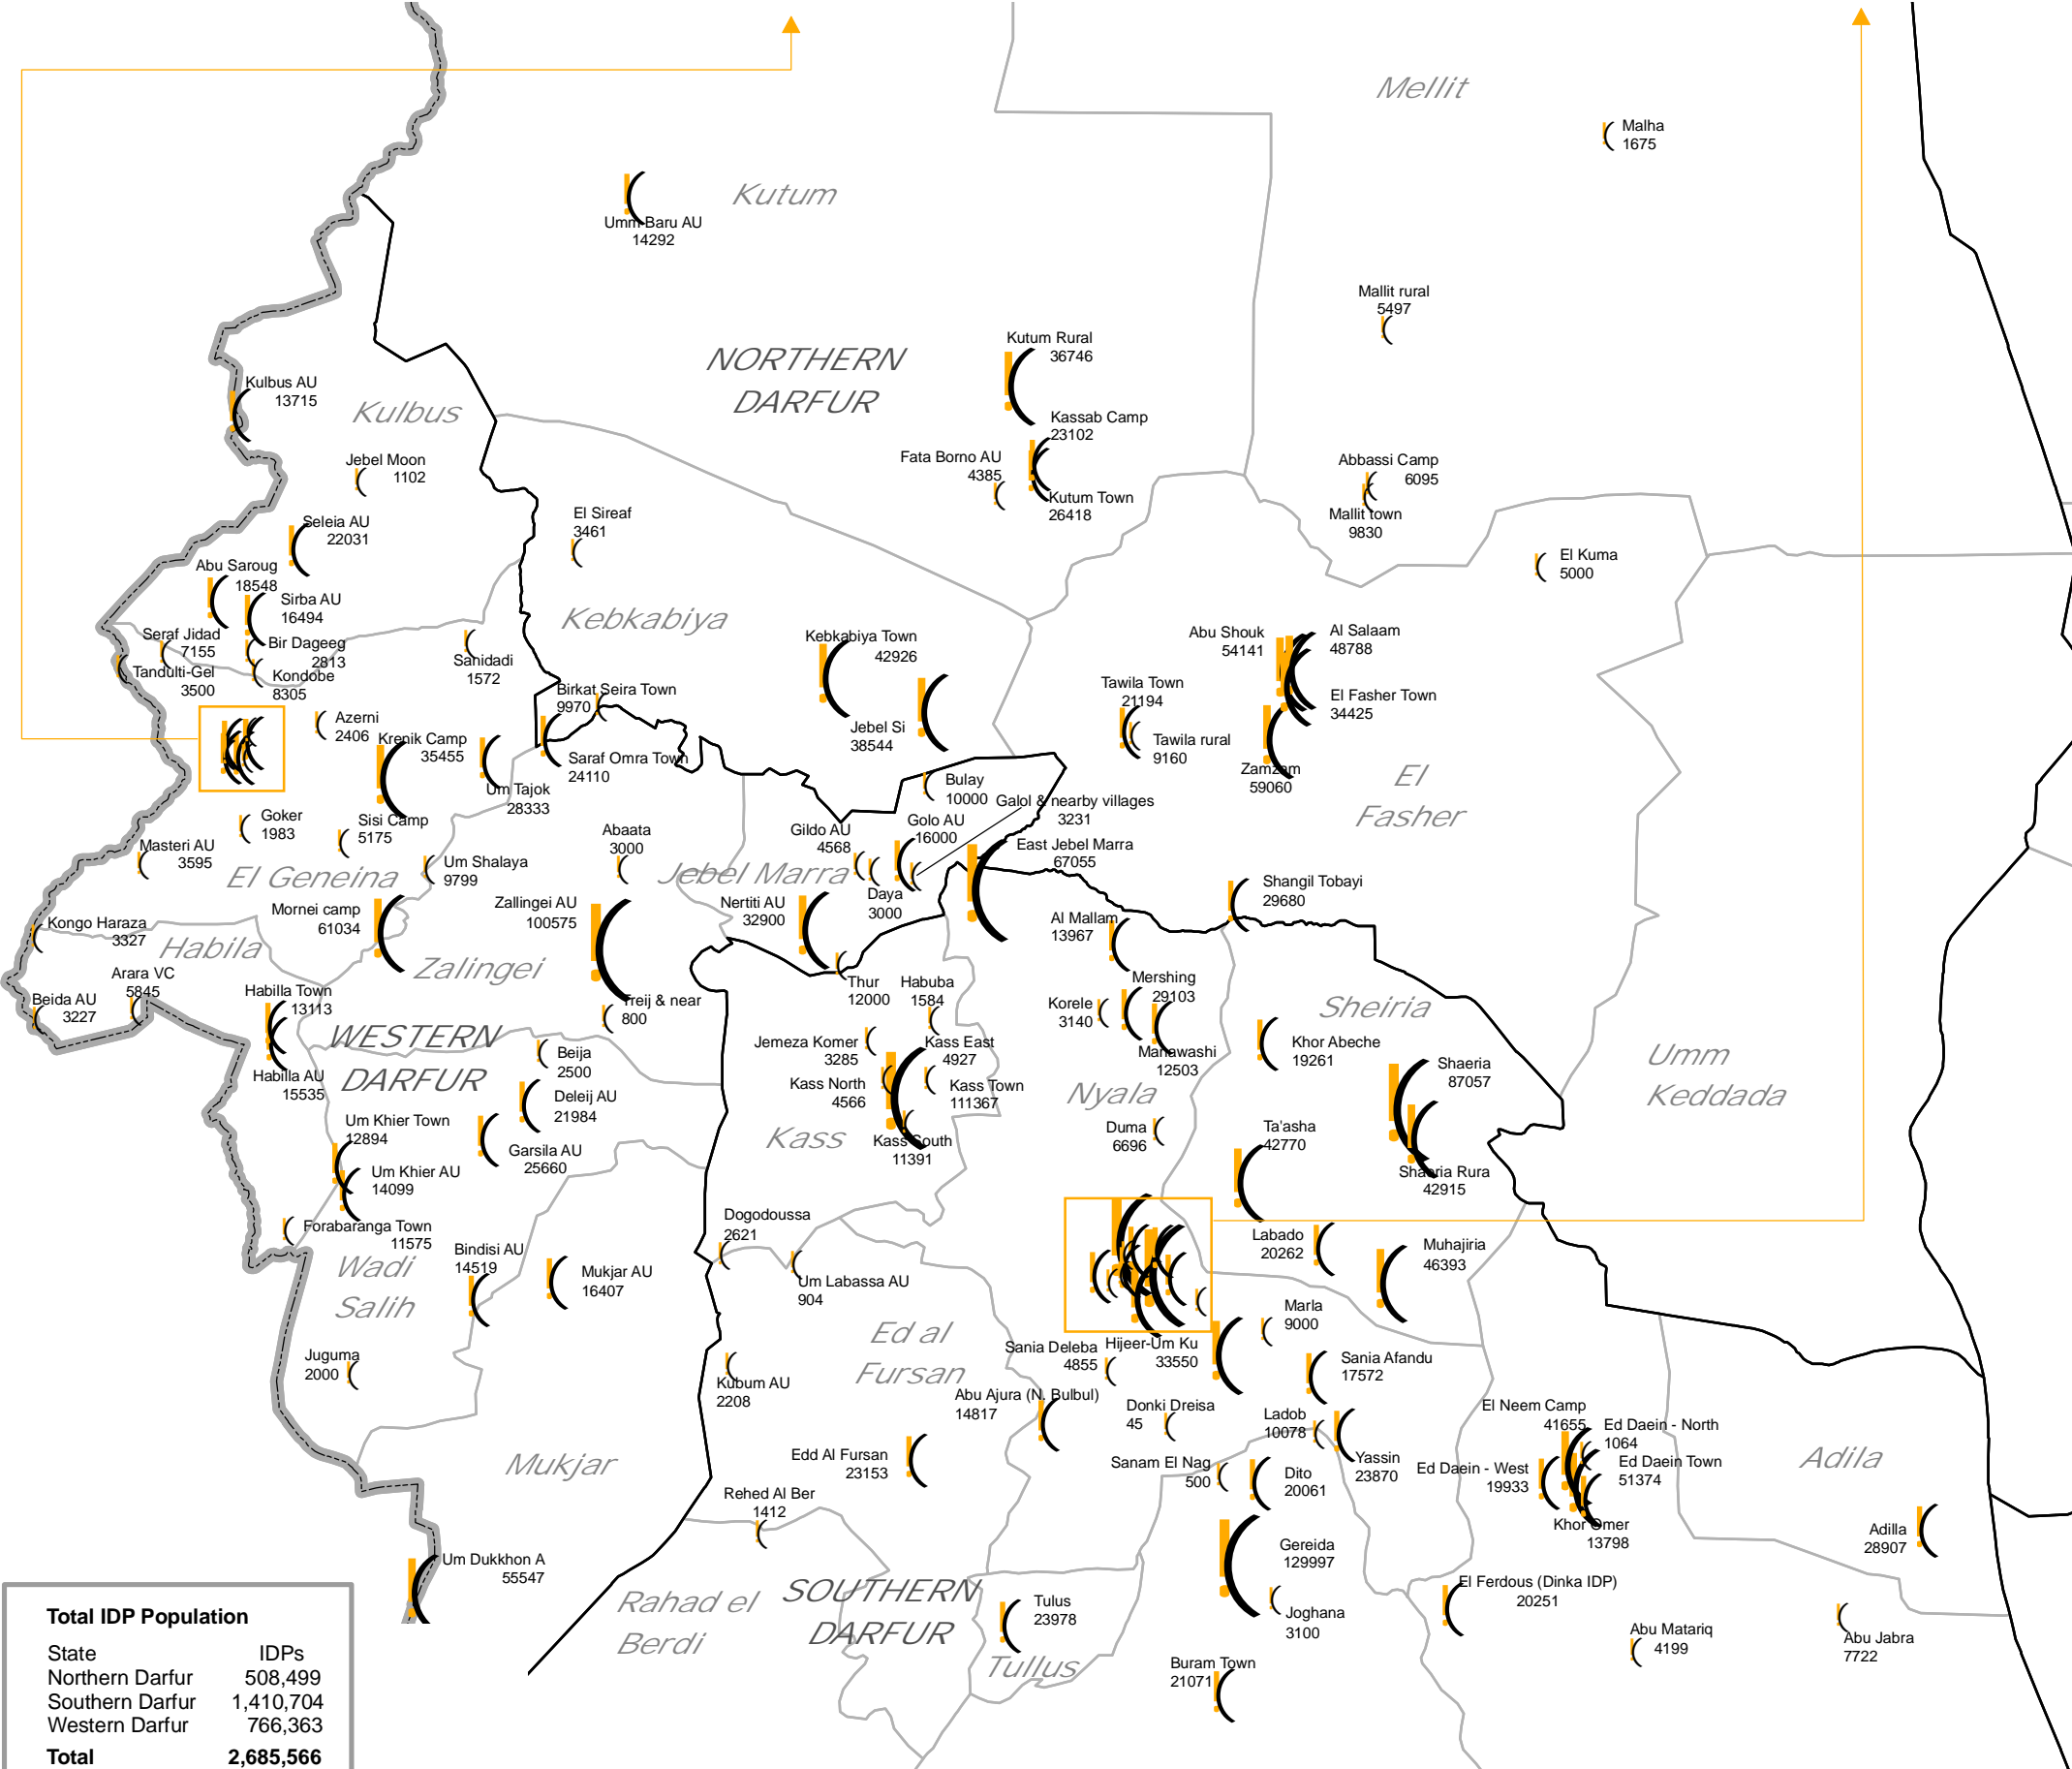 Mellit
Malha
1675
Kutum
Umm Baru AU
14292
Mallit rural
5497
NORTHERN
DARFUR
Kutum Rural
36746
Kulbus AU
13715
Kulbus
Kassab Camp
23102
Jebel Moon
1102
Fata Borno AU
4385
Kutum Town
26418
Abbassi Camp
6095
Mallit town
9830
El Sireaf
3461
Seleia AU
22031
El Kuma
5000
Abu Saroug
18548
Sirba AU
16494
Kebkabiya
Seraf Jidad
7155
Bir Dageeg
2813
Tandulti-Gel
3500
Kondobe
8305
Sanidadi
1572
Kebkabiya Town
42926
Abu Shouk
54141
Al Salaam
48788
Birkat Seira Town
9970
Tawila Town
21194
El Fasher Town
34425
Azerni
2406
Krenik Camp
35455
Jebel Si
38544
Saraf Omra Town
24110
Tawila rural
9160
Zamzam
59060
El
Fasher
Um Tajok
28333
Bulay
10000
Galol & nearby villages
3231
Goker
1983
Sisi Camp
5175
Abaata
3000
Gildo AU
4568
Golo AU
16000
Masteri AU
3595
East Jebel Marra
67055
El Geneina
Um Shalaya
9799
Jebel Marra
Daya
3000
Shangil Tobayi
29680
Mornei camp
61034
Zallingei AU
100575
Nertiti AU
32900
Kongo Haraza
3327
Habila
Al Mallam
13967
Zalingei
Arara VC
5845
Beida AU
3227
Habilla Town
13113
Treij & near
800
Thur
12000
Habuba
1584
Mershing
29103
Korele
3140
Sheiria
WESTERN
DARFUR
Beija
2500
Jemeza Komer
3285
Kass East
4927
Manawashi
12503
Khor Abeche
19261
Umm
Keddada
Habilla AU
15535
Deleij AU
21984
Kass North
4566
Kass Town
111367
Nyala
Shaeria
87057
Um Khier Town
12894
Garsila AU
25660
Kass
Kass South
11391
Duma
6696
Ta'asha
42770
Um Khier AU
14099
Shaeria Rura
42915
Forabaranga Town
11575
Dogodoussa
2621
Labado
20262
Muhajiria
46393
Wadi
Salih
Bindisi AU
14519
Mukjar AU
16407
Um Labassa AU
904
Ed al
Fursan
Marla
9000
Sania Deleba
4855
Hijeer-Um Ku
33550
Juguma
2000
Kubum AU
2208
Sania Afandu
17572
Abu Ajura (N. Bulbul)
14817
Donki Dreisa
45
Ladob
10078
El Neem Camp
41655
Ed Daein - North
1064
Mukjar
Edd Al Fursan
23153
Sanam El Nag
500
Dito
20061
Yassin
23870
Ed Daein - West
19933
Ed Daein Town
51374
Adila
Rehed Al Ber
1412
Khor Omer
13798
Adilla
28907
Um Dukkhon A
55547
Gereida
129997
Rahad el
Berdi
SOUTHERN
DARFUR
Tulus
23978
Joghana
3100
El Ferdous (Dinka IDP)
20251
Abu Matariq
4199
Abu Jabra
7722
Tullus
Buram Town
21071
Total IDP Population
State IDPs
Northern Darfur 508,499
Southern Darfur 1,410,704
Western Darfur 766,363
Total 2,685,566